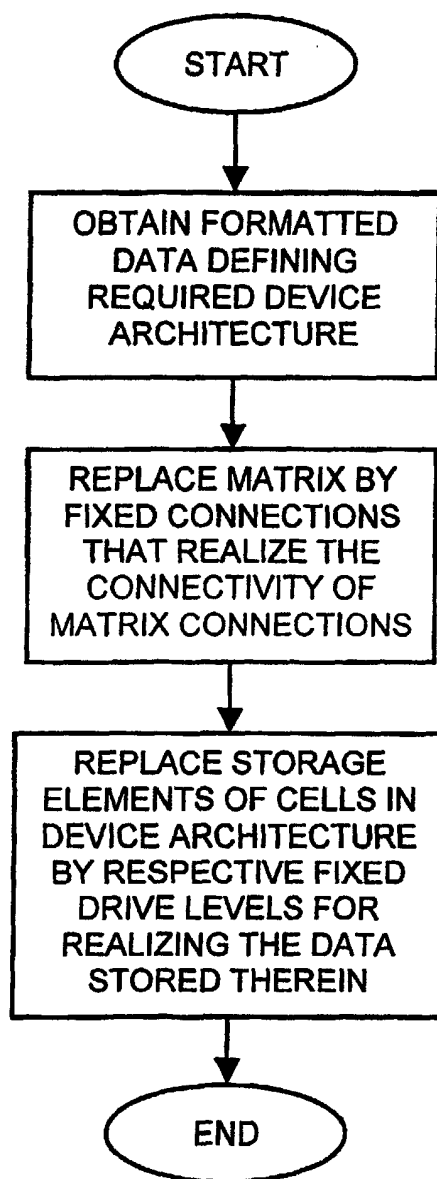 START
OBTAIN FORMATTED
DATA DEFINING
REQUIRED DEVICE
ARCHITECTURE
REPLACE MATRIX BY
FIXED CONNECTIONS
THAT REALIZE THE
CONNECTIVITY OF
MATRIX CONNECTIONS
REPLACE STORAGE
ELEMENTS OF CELLS IN
DEVICE ARCHITECTURE
BY RESPECTIVE FIXED
DRIVE LEVELS FOR
REALIZING THE DATA
STORED THEREIN
END